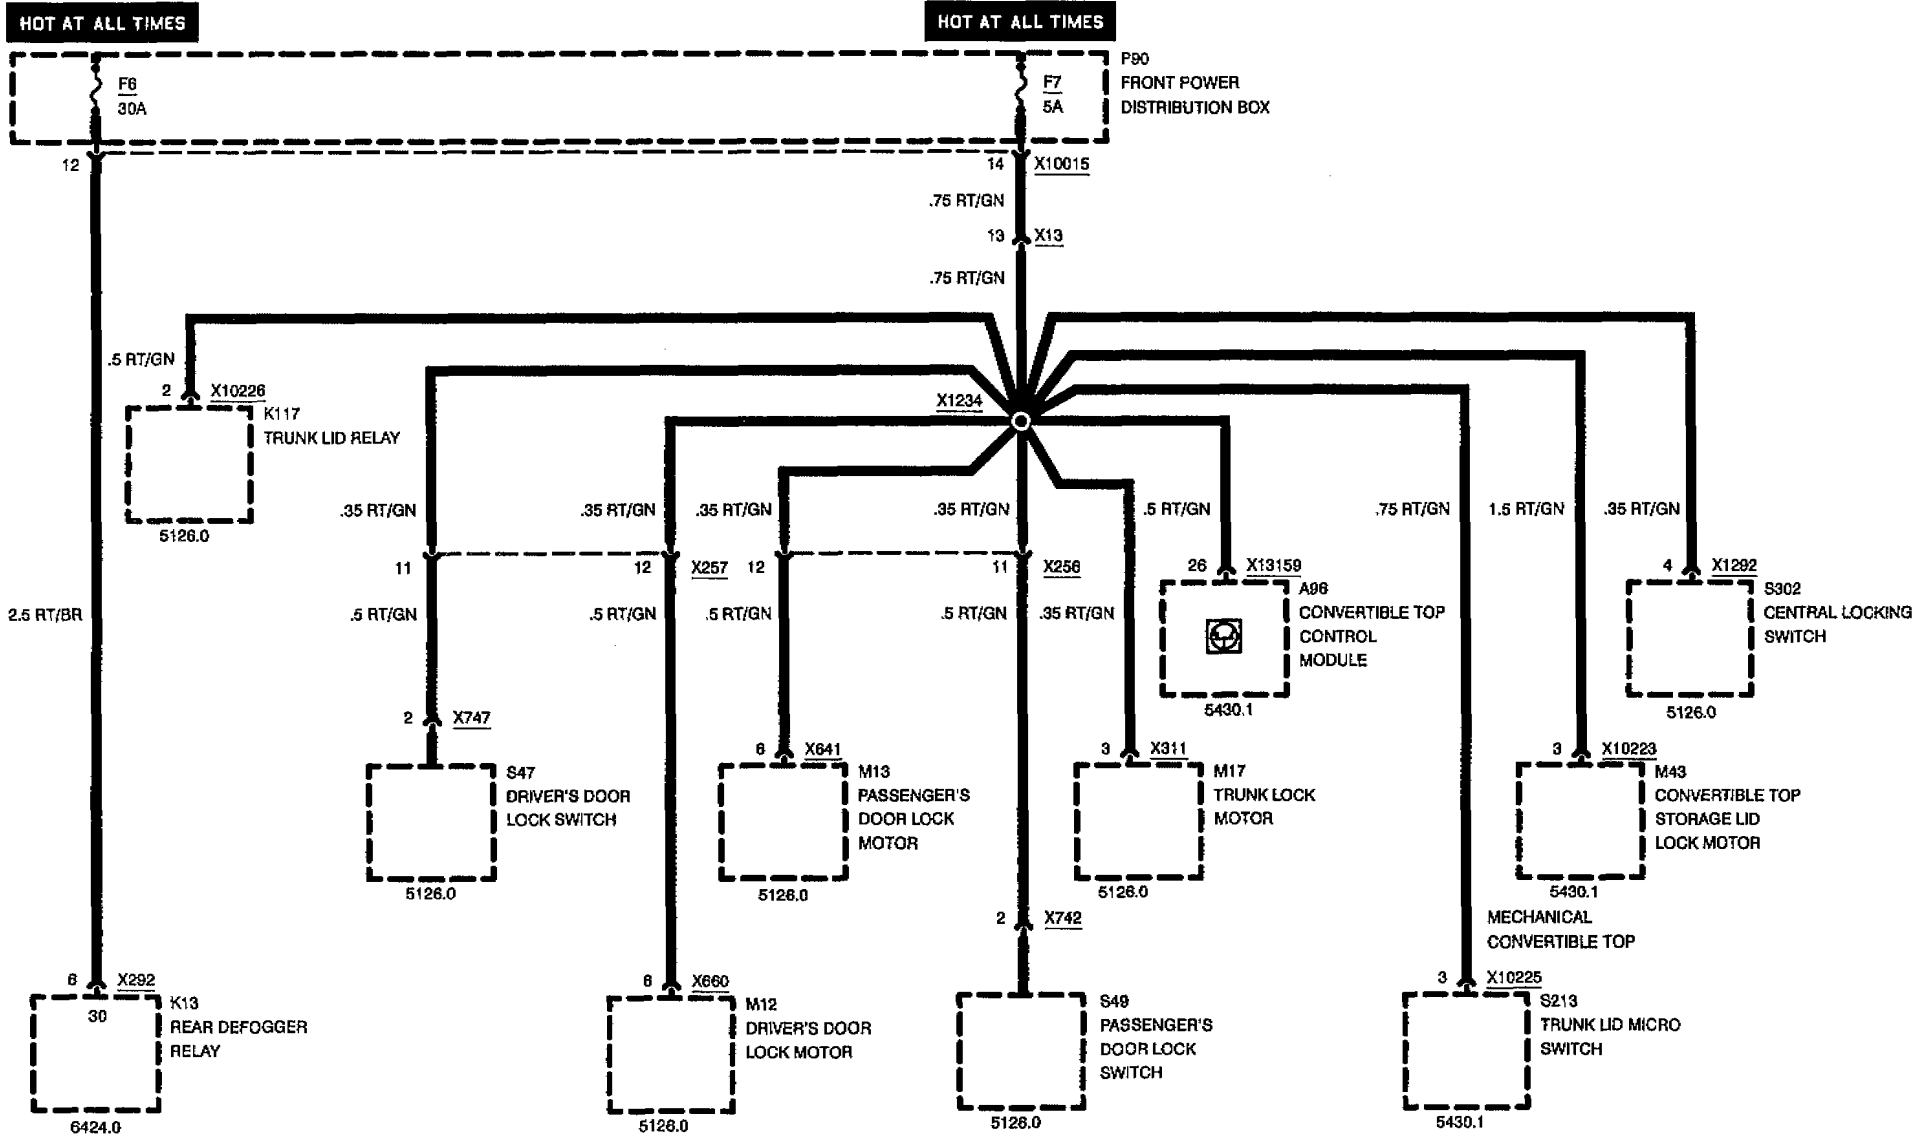 HOT AT ALL TIMES
HOT AT ALL TIMES
F6
30A
F7
5A
P90
FRONT POWER
DISTRIBUTION BOX
12
14 X10015
.75 RT/GN
13 X13
.75 RT/GN
.5 RT/GN
2 X10226
K117
TRUNK LID RELAY
5126.0
X1234
.35 RT/GN
.35 RT/GN
.35 RT/GN
.35 RT/GN
.5 RT/GN
.75 RT/GN
1.5 RT/GN
.35 RT/GN
11
12 X257
12
11 X256
26 X13159
4 X1292
2.5 RT/BR
.5 RT/GN
.5 RT/GN
.5 RT/GN
.5 RT/GN
.35 RT/GN
A96
CONVERTIBLE TOP
CONTROL
MODULE
5430.1
S302
CENTRAL LOCKING
SWITCH
5126.0
2 X747
S47
DRIVER'S DOOR
LOCK SWITCH
5126.0
6 X641
M13
PASSENGER'S
DOOR LOCK
MOTOR
5126.0
3 X311
M17
TRUNK LOCK
MOTOR
5126.0
3 X10223
M43
CONVERTIBLE TOP
STORAGE LID
LOCK MOTOR
5430.1
MECHANICAL
CONVERTIBLE TOP
6 X292
30
K13
REAR DEFOGGER
RELAY
6424.0
6 X660
M12
DRIVER'S DOOR
LOCK MOTOR
5126.0
2 X742
S49
PASSENGER'S
DOOR LOCK
SWITCH
5126.0
3 X10225
S213
TRUNK LID MICRO
SWITCH
5430.1